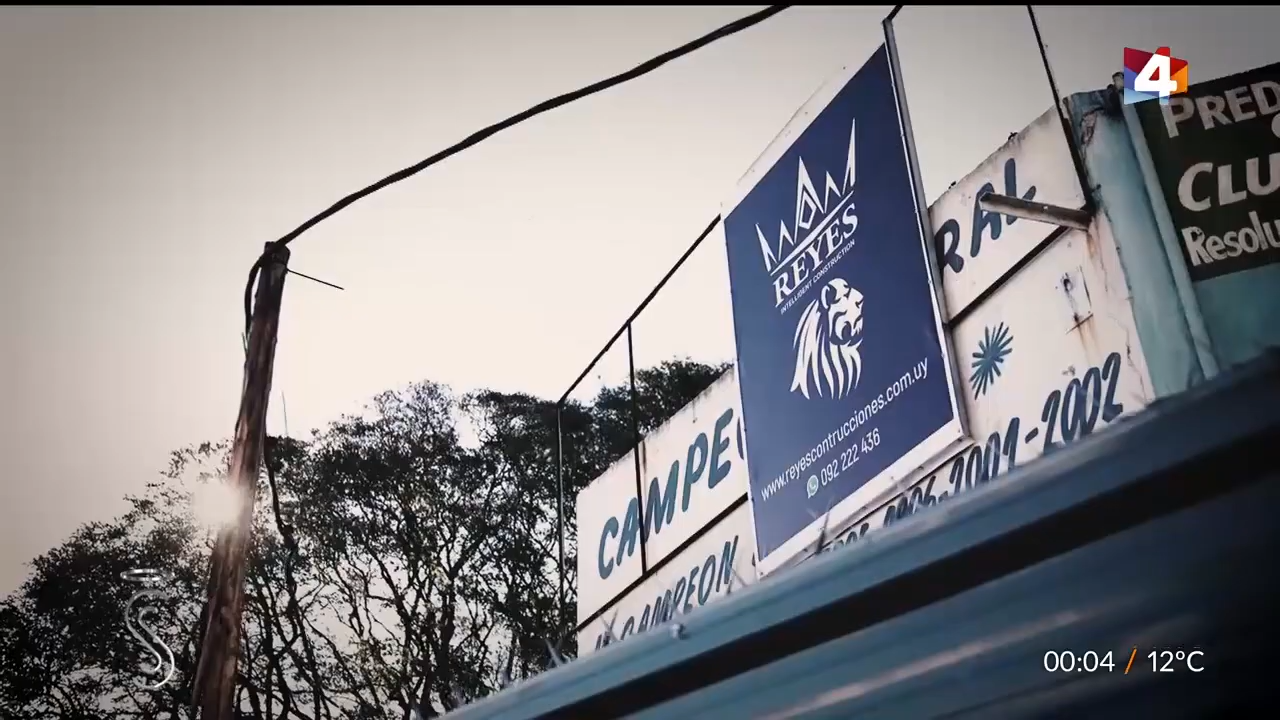 4
PRED
CLU
Resolu
RAL
REYES
INTELLIGENT CONSTRUCTION
CAMPE
www.reyescontrucciones.com.uy
092 222 436
2001-2002
CAMPEON
00:04 / 12°C